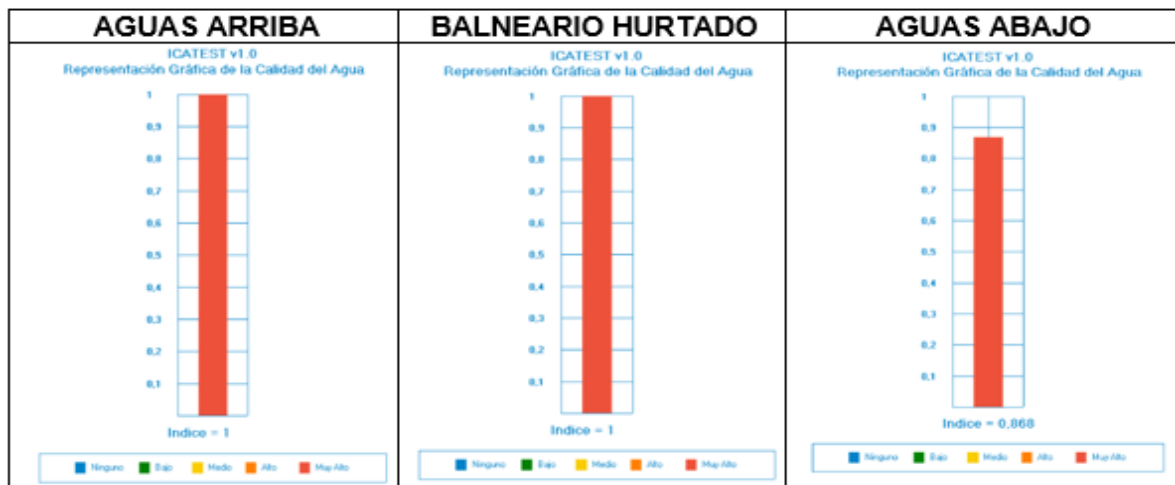 AGUAS ARRIBA
ICATEST v1.0
Representación Gráfica de la Calidad del Agua
1
0,9
0,8
0,7
0,6
0,5
0,4
0,3
0,2
0,1
Indice = 1
Ninguno Bajo Medio Alto Muy Alto
BALNEARIO HURTADO
ICATEST v1.0
Representación Gráfica de la Calidad del Agua
1
0,9
0,8
0,7
0,6
0,5
0,4
0,3
0,2
0,1
Indice = 1
Ninguno Bajo Medio Alto Muy Alto
AGUAS ABAJO
ICATEST v1.0
Representación Gráfica de la Calidad del Agua
1
0,9
0,8
0,7
0,6
0,5
0,4
0,3
0,2
0,1
Indice = 0,868
Ninguno Bajo Medio Alto Muy Alto